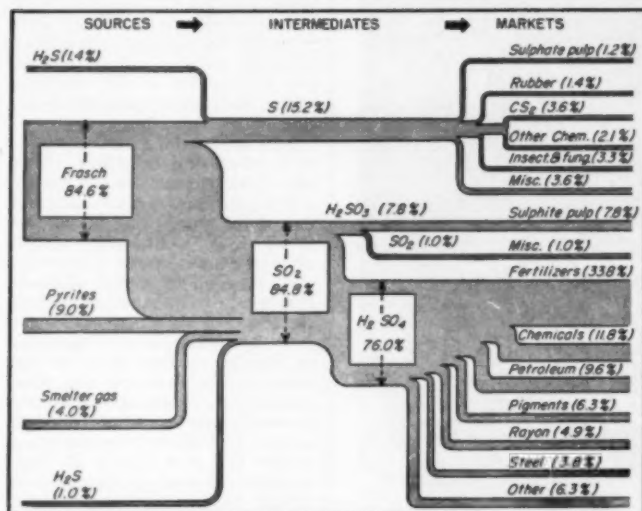 SOURCES INTERMEDIATES MARKETS
H₂S (1.4%)
Frasch
84.6%
Pyrites
(9.0%)
Smelter gas
(4.0%)
H₂S
(1.0%)
S (15.2%)
H₂SO₃ (7.8%)
SO₂ (1.0%)
SO₂
84.8%
H₂ SO₄
76.0%
Sulphate pulp (1.2%)
Rubber (1.4%)
CS₂ (3.6%)
Other Chem. (2.1%)
Insect. & fung. (3.3%)
Misc. (3.6%)
Sulphite pulp (7.8%)
Misc. (1.0%)
Fertilizers (33.8%)
Chemicals (11.8%)
Petroleum (9.6%)
Pigments (6.3%)
Rayon (4.9%)
Steel (3.8%)
Other (6.3%)